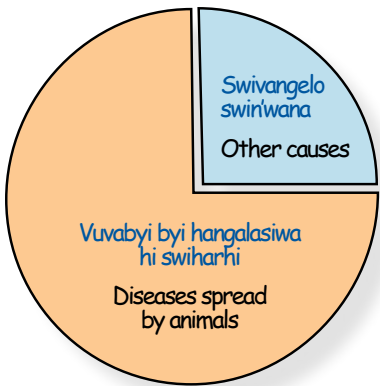 Swivangelo
swin'wana
Other causes
Vuvabyi byi hangalasiwa
hi swiharhi
Diseases spread
by animals